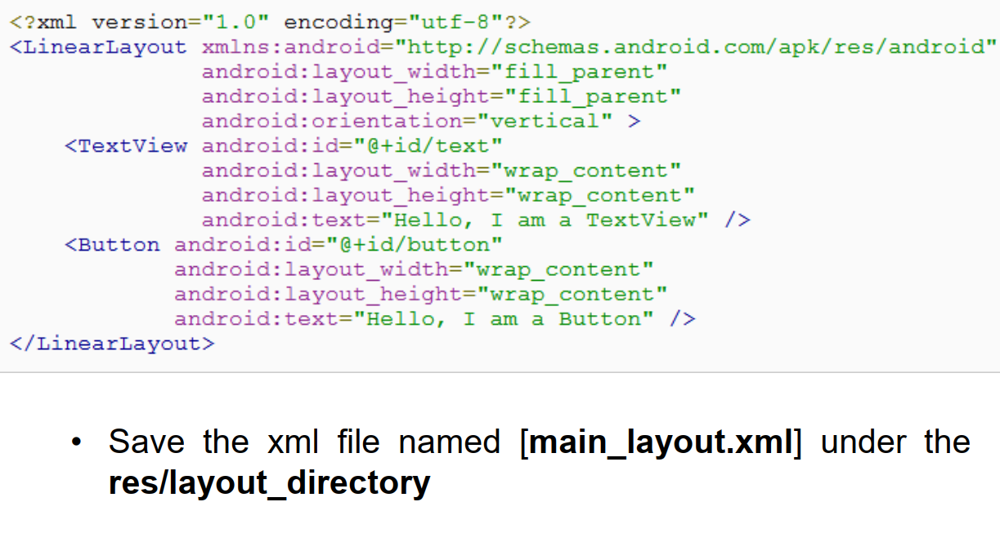 <?xml version="1.0" encoding="utf-8"?>
<LinearLayout xmlns:android="http://schemas.android.com/apk/res/android"
android:layout_width="fill_parent"
android:layout_height="fill_parent"
android:orientation="vertical" >
<TextView android:id="@+id/text"
android:layout_width="wrap_content"
android:layout_height="wrap_content"
android:text="Hello, I am a TextView" />
<Button android:id="@+id/button"
android:layout_width="wrap_content"
android:layout_height="wrap_content"
android:text="Hello, I am a Button" />
</LinearLayout>
• Save the xml file named [main_layout.xml] under the
res/layout_directory